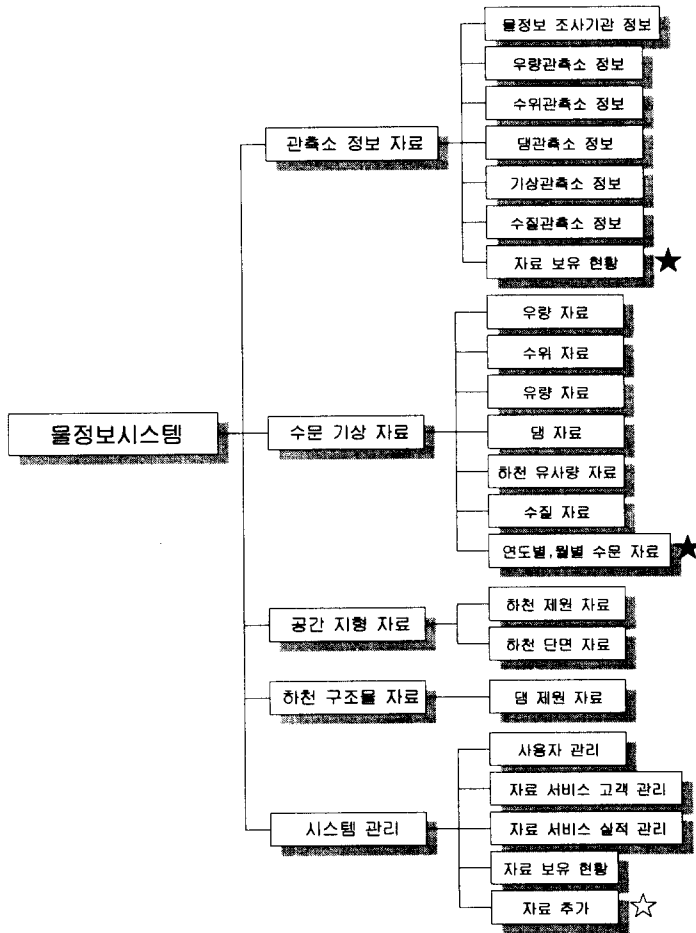 물정보시스템
관측소 정보 자료
물정보 조사기관 정보
우량관측소 정보
수위관측소 정보
댐관측소 정보
기상관측소 정보
수질관측소 정보
자료 보유 현황 ★
수문 기상 자료
우량 자료
수위 자료
유량 자료
댐 자료
하천 유사량 자료
수질 자료
연도별,월별 수문 자료 ★
공간 지형 자료
하천 제원 자료
하천 단면 자료
하천 구조물 자료
댐 제원 자료
시스템 관리
사용자 관리
자료 서비스 고객 관리
자료 서비스 실적 관리
자료 보유 현황
자료 추가 ☆